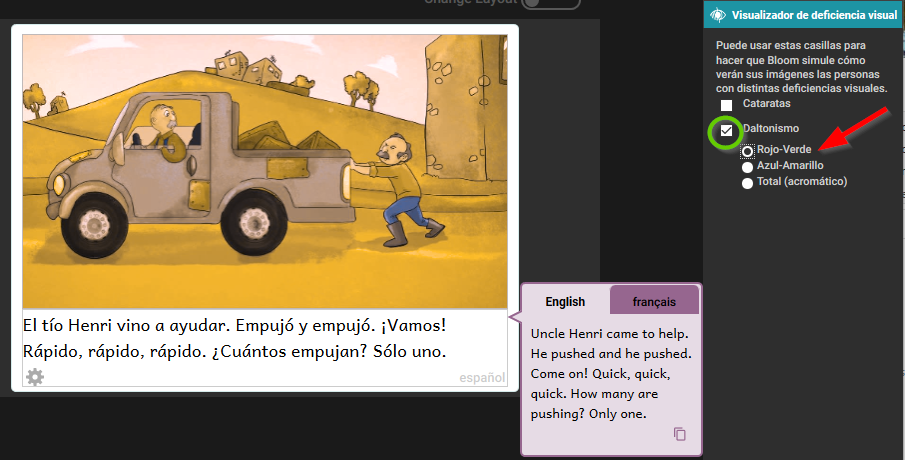 Change Layout
El tío Henri vino a ayudar. Empujó y empujó. ¡Vamos!
Rápido, rápido, rápido. ¿Cuántos empujan? Sólo uno.
español
English
français
Uncle Henri came to help.
He pushed and he pushed.
Come on! Quick, quick,
quick. How many are
pushing? Only one.
Visualizador de deficiencia visual
Puede usar estas casillas para
hacer que Bloom simule cómo
verán sus imágenes las personas
con distintas deficiencias visuales.
Cataratas
Daltonismo
Rojo-Verde
Azul-Amarillo
Total (acromático)